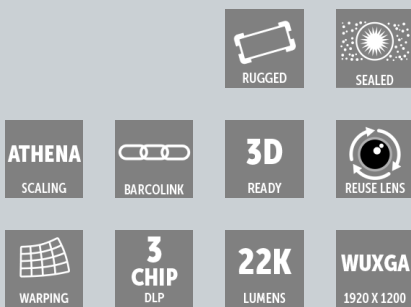 RUGGED
SEALED
ATHENA
SCALING
BARCOLINK
3D
READY
REUSE LENS
WARPING
3
CHIP
DLP
22K
LUMENS
WUXGA
1920 X 1200